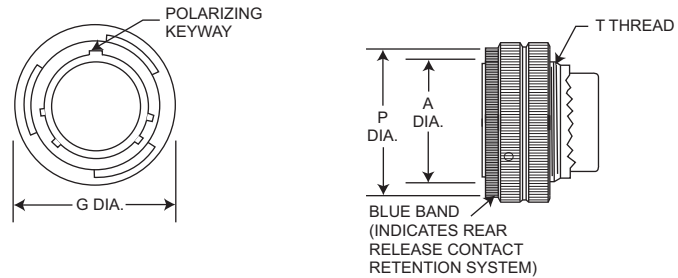 POLARIZING
KEYWAY
G DIA.
T THREAD
P
DIA.
A
DIA.
BLUE BAND
(INDICATES REAR
RELEASE CONTACT
RETENTION SYSTEM)